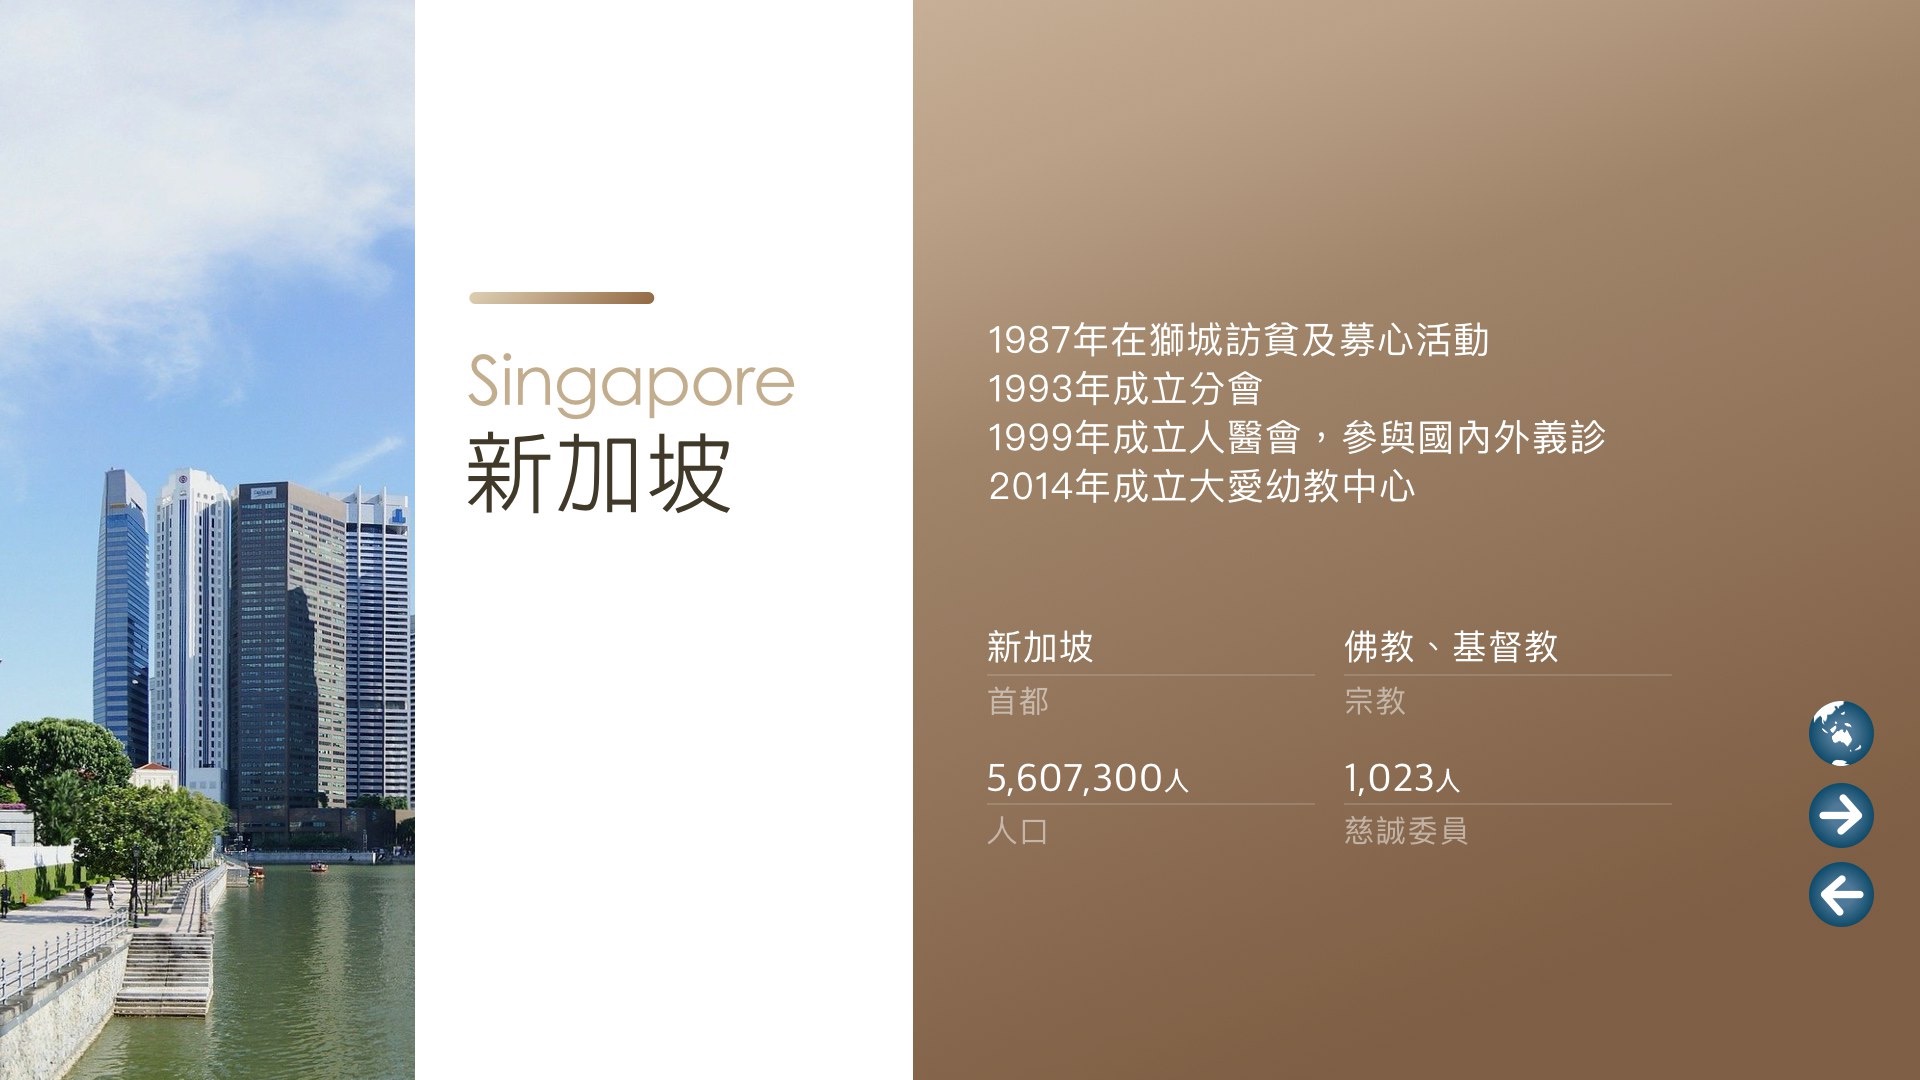 Singapore
新加坡
1987年在獅城訪貧及募心活動
1993年成立分會
1999年成立人醫會，參與國內外義診
2014年成立大愛幼教中心
新加坡
首都
佛教、基督教
宗教
5,607,300人
人口
1,023人
慈誠委員